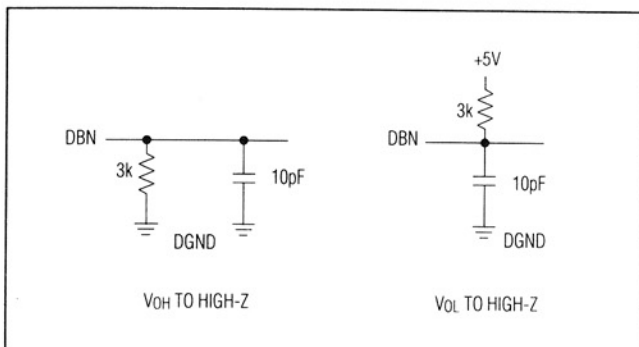 +5V
3k
DBN
DBN
3k
10pF
10pF
DGND
DGND
VOH TO HIGH-Z
VOL TO HIGH-Z